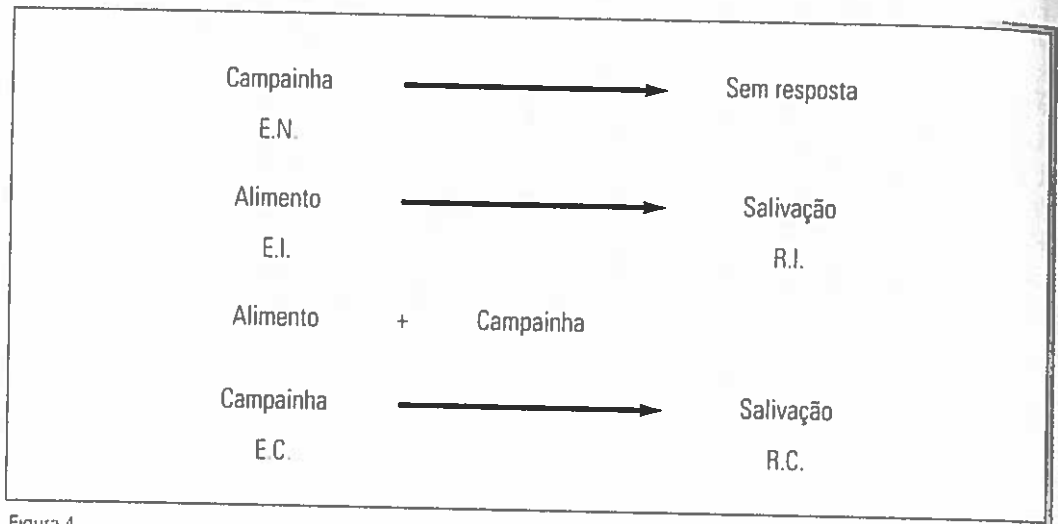 Campainha Sem resposta
E.N.
Alimento Salivação
E.I. R.I.
Alimento + Campainha
Campainha Salivação
E.C. R.C.
Figura 4